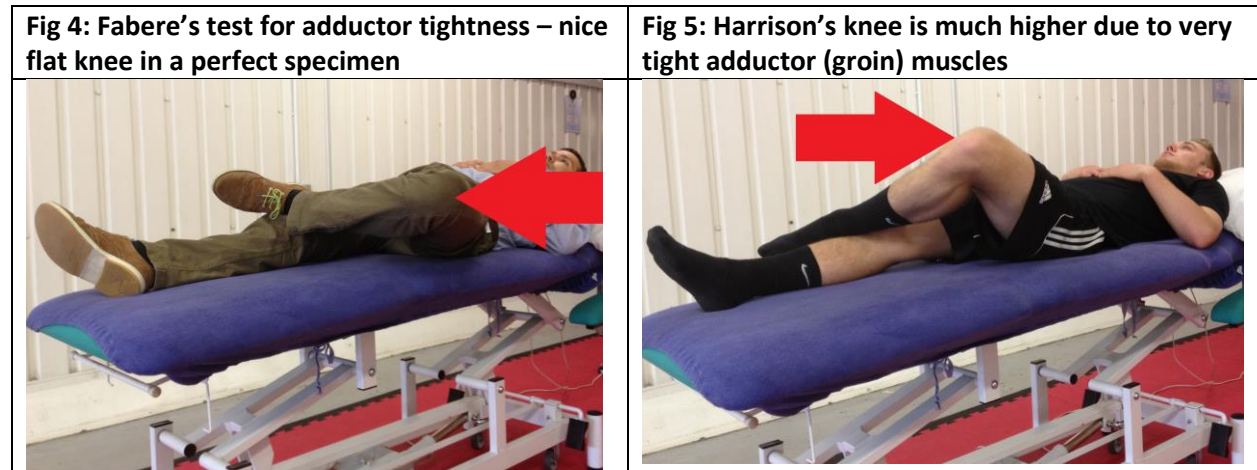 Fig 4: Fabere’s test for adductor tightness – nice
flat knee in a perfect specimen
Fig 5: Harrison’s knee is much higher due to very
tight adductor (groin) muscles